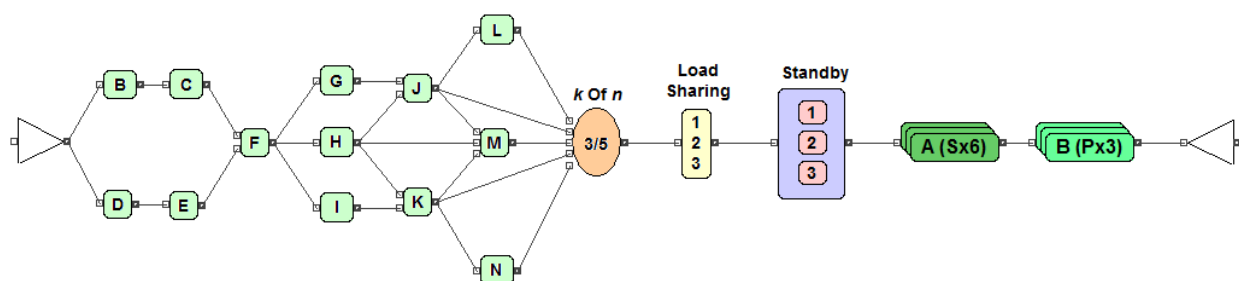 B
C
D
E
F
G
H
I
J
K
L
M
N
k Of n
3/5
Load
Sharing
1
2
3
Standby
1
2
3
A (Sx6)
B (Px3)